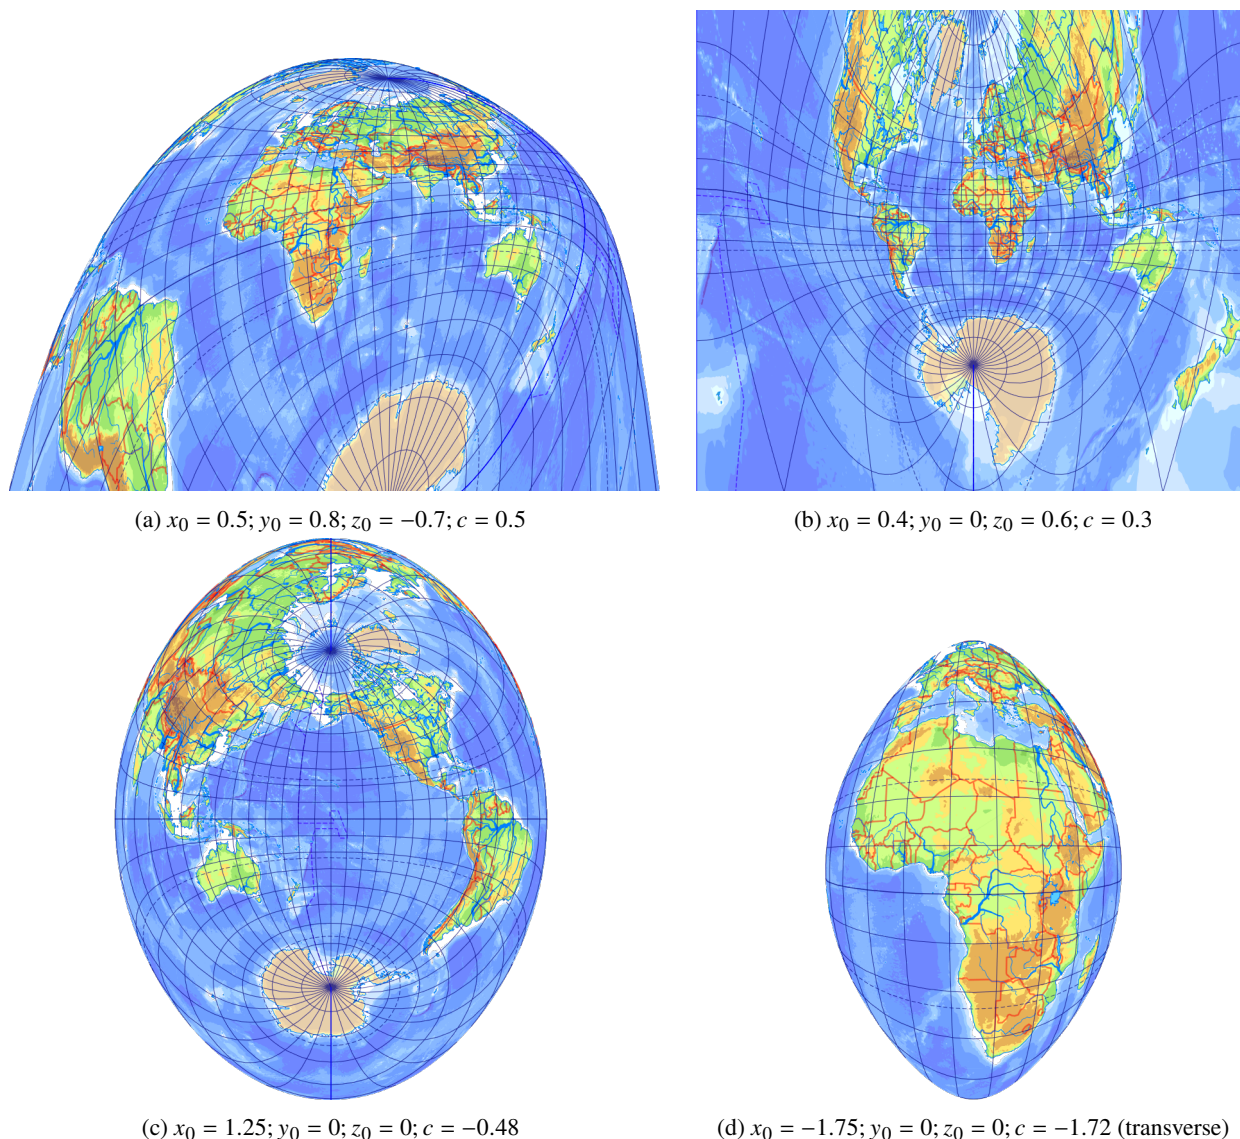 (a) x₀ = 0.5; y₀ = 0.8; z₀ = −0.7; c = 0.5
(b) x₀ = 0.4; y₀ = 0; z₀ = 0.6; c = 0.3
(c) x₀ = 1.25; y₀ = 0; z₀ = 0; c = −0.48
(d) x₀ = −1.75; y₀ = 0; z₀ = 0; c = −1.72 (transverse)